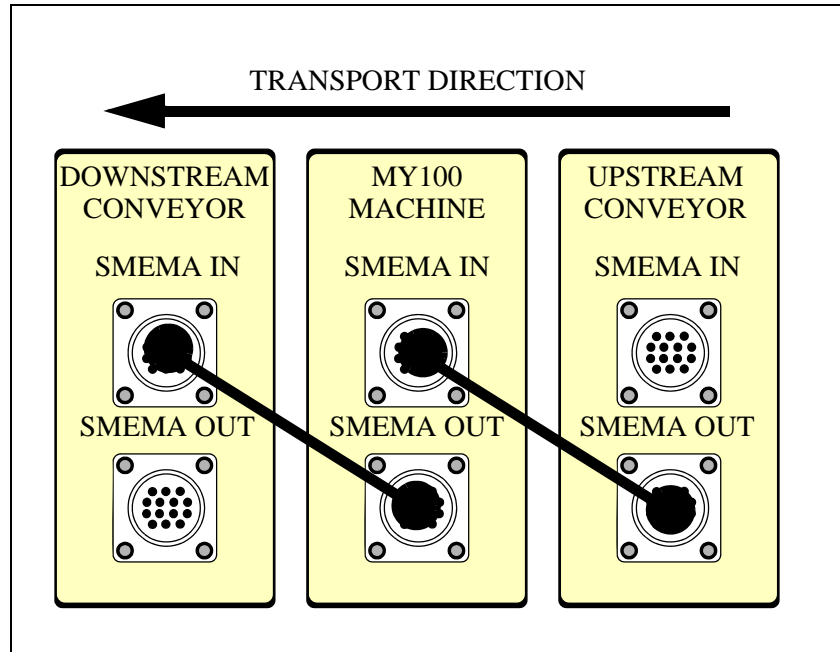 TRANSPORT DIRECTION
DOWNSTREAM
CONVEYOR
SMEMA IN
SMEMA OUT
MY100
MACHINE
SMEMA IN
SMEMA OUT
UPSTREAM
CONVEYOR
SMEMA IN
SMEMA OUT